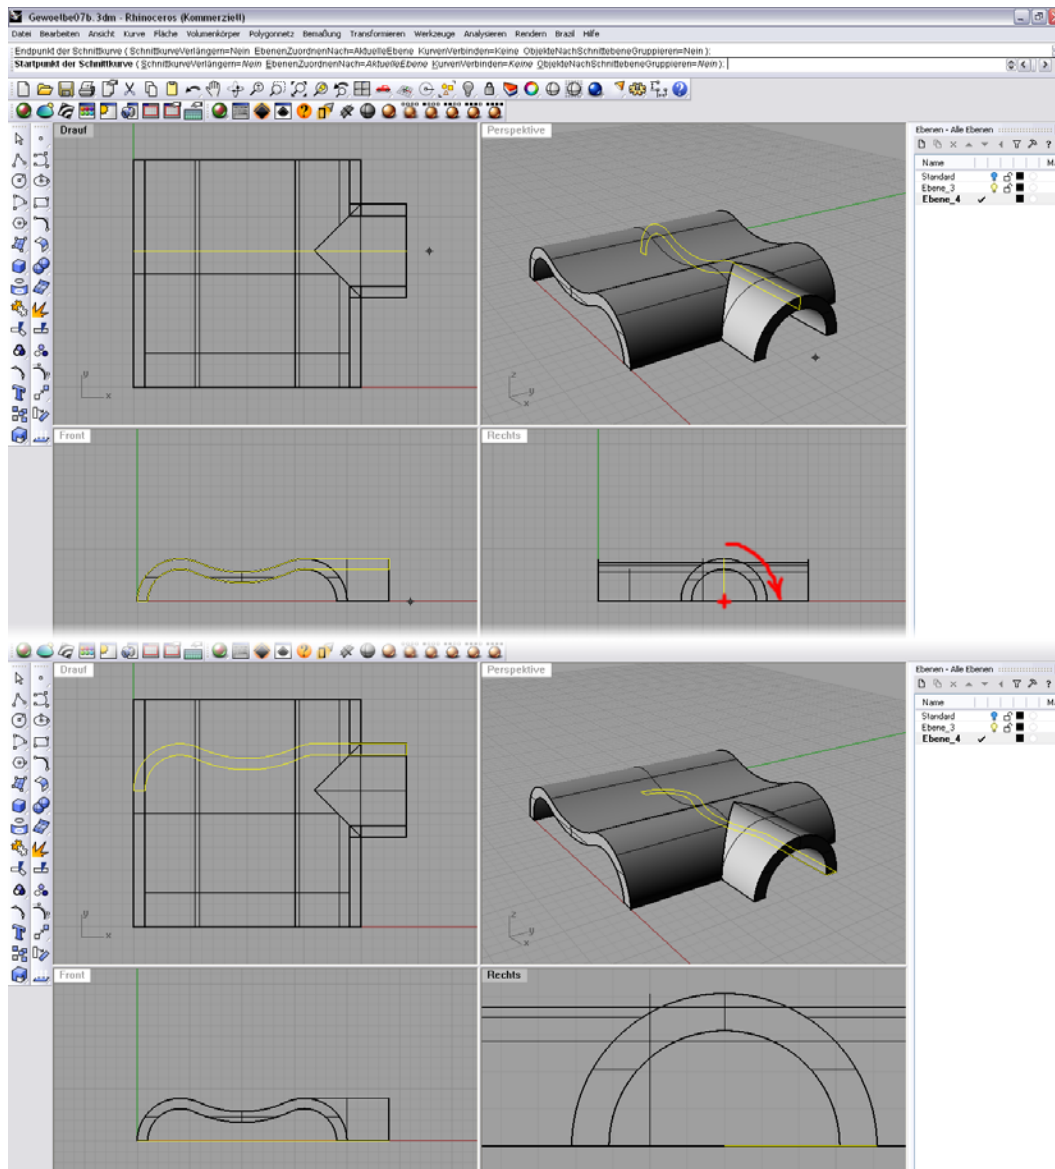 Gewoelbe07b.3dm - Rhinoceros (Kommerziell)
Datei Bearbeiten Ansicht Kurve Fläche Volumenkörper Polygonnetz Bemaßung Transformieren Werkzeuge Analysieren Rendern Brazil Hilfe
Endpunkt der Schnittkurve ( SchnittkurveVerlängern=Nein EbenenZuordnenNach=AktuelleEbene KurvenVerbinden=Keine ObjekteNachSchnittebeneGruppieren=Nein ):
Startpunkt der Schnittkurve ( SchnittkurveVerlängern=Nein EbenenZuordnenNach=AktuelleEbene KurvenVerbinden=Keine ObjekteNachSchnittebeneGruppieren=Nein ):
Drauf
Perspektive
Ebenen - Alle Ebenen
Name
Ma
Standard
Ebene_3
Ebene_4
y
x
z
y
x
Front
Rechts
Drauf
Perspektive
Ebenen - Alle Ebenen
Name
Ma
Standard
Ebene_3
Ebene_4
y
x
z
y
x
Front
Rechts